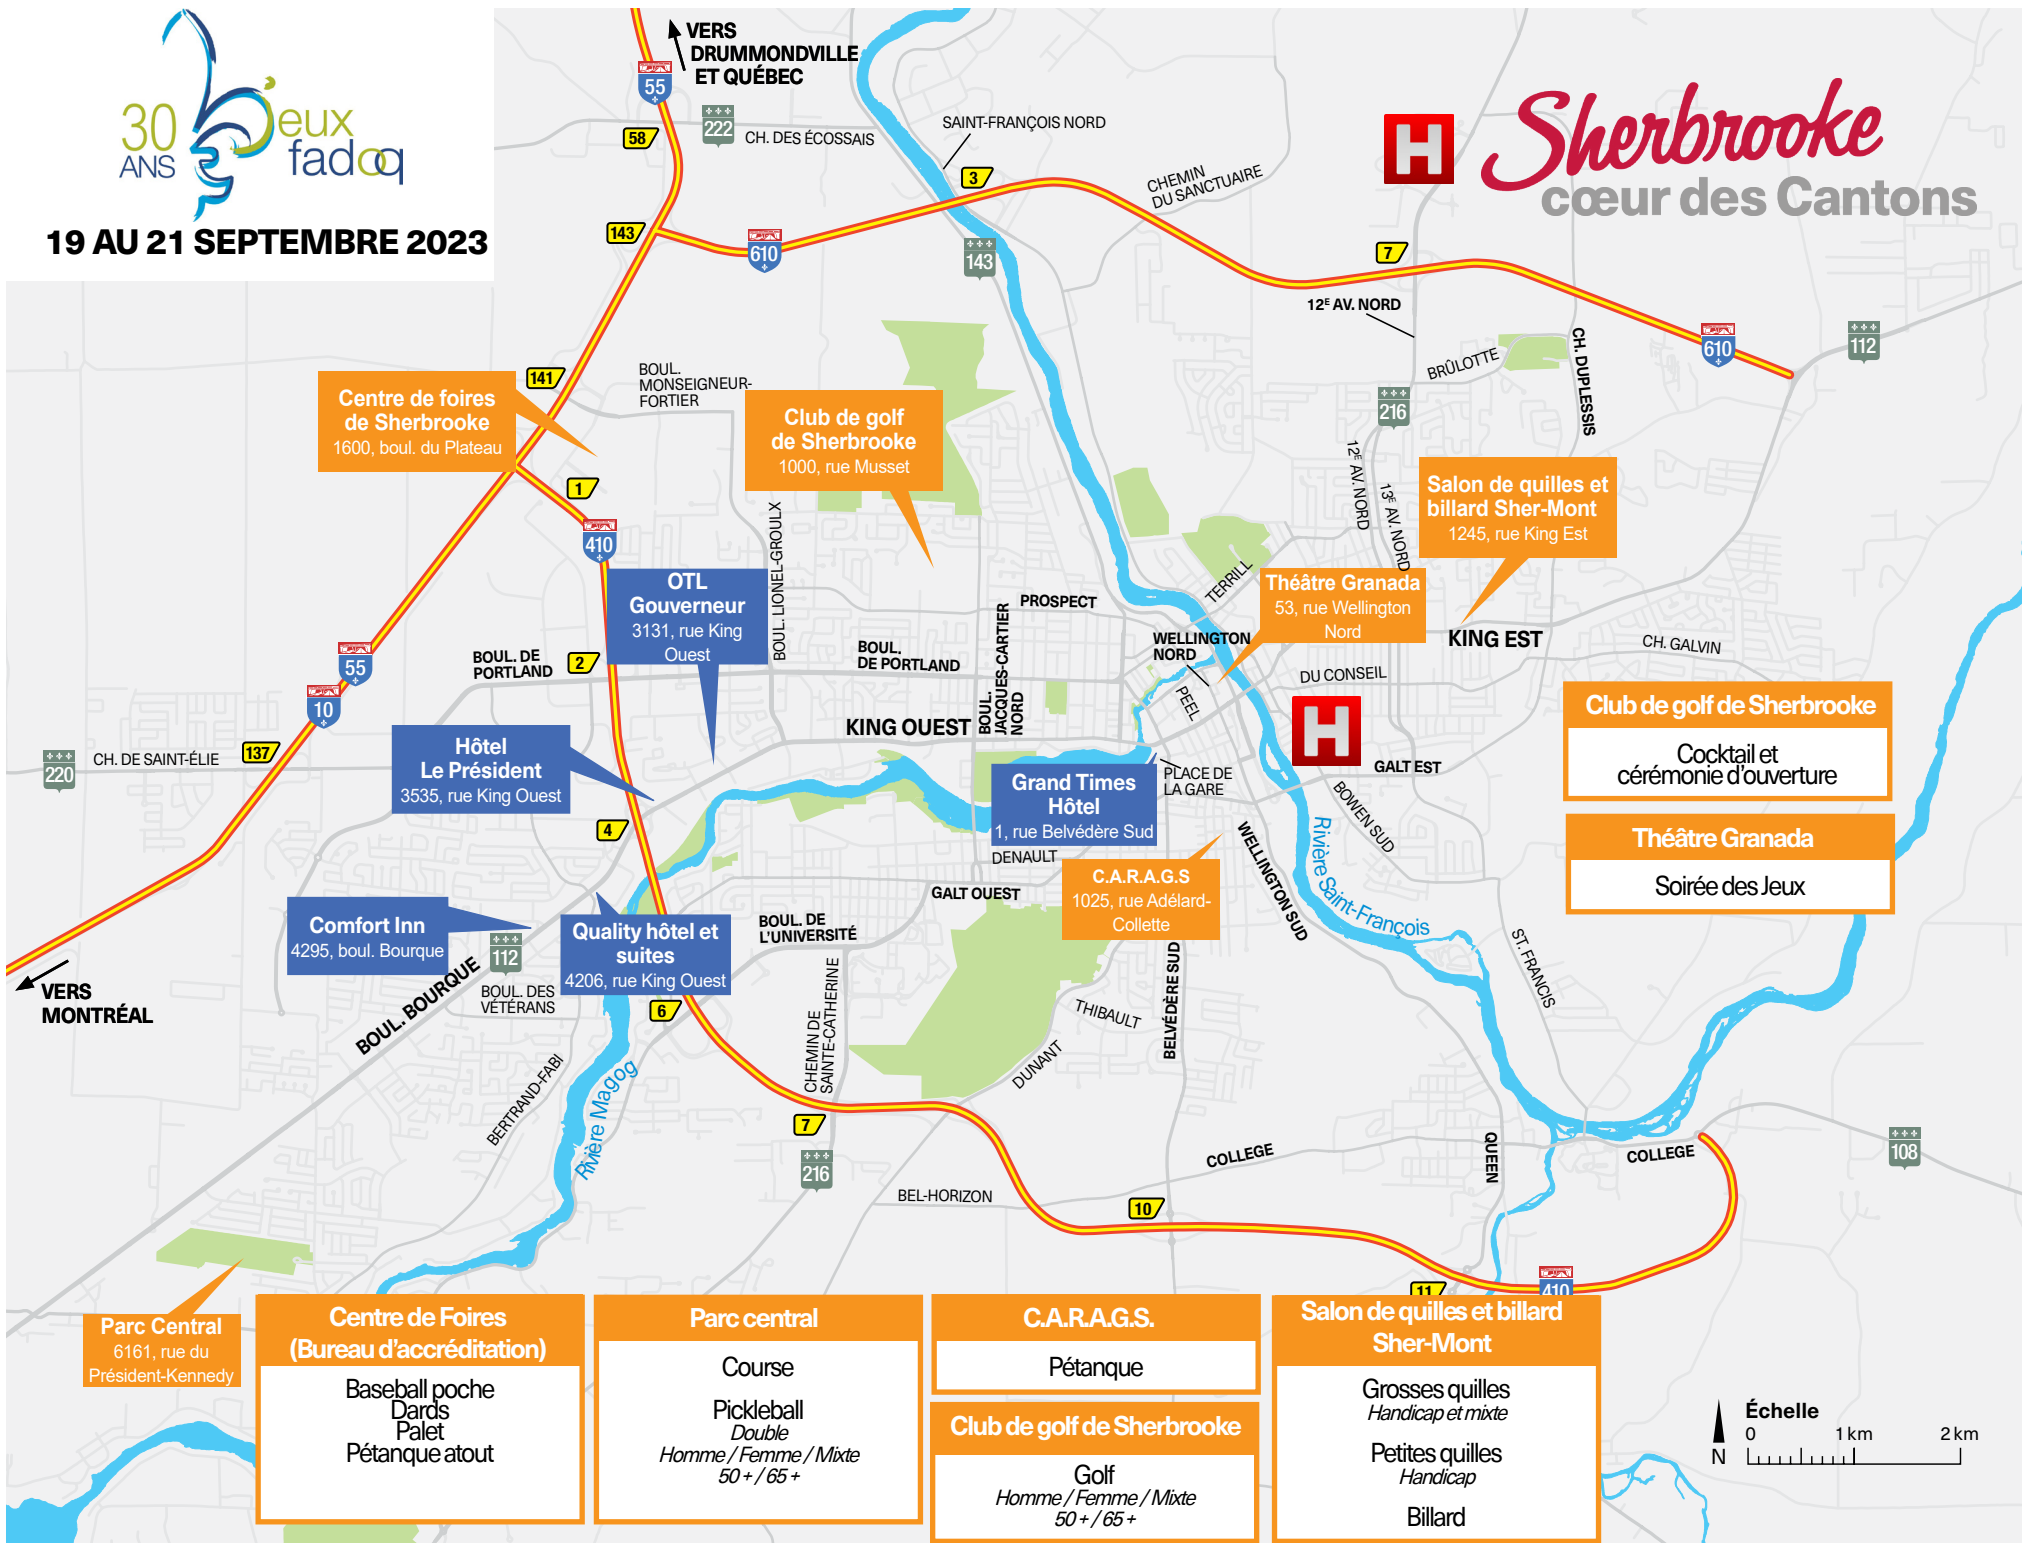 30
ANS
Jeux
fadoq
19 AU 21 SEPTEMBRE 2023
VERS
DRUMMONDVILLE
ET QUÉBEC
55
58
222
CH. DES ÉCOSSAIS
SAINT-FRANÇOIS NORD
3
CHEMIN
DU SANCTUAIRE
H
Sherbrooke
cœur des Cantons
143
610
143
7
12E AV. NORD
610
112
CH. DUPLESSIS
BRÛLOTTE
216
141
BOUL.
MONSEIGNEUR-
FORTIER
Centre de foires
de Sherbrooke
1600, boul. du Plateau
Club de golf
de Sherbrooke
1000, rue Musset
12E AV. NORD
13E AV. NORD
Salon de quilles et
billard Sher-Mont
1245, rue King Est
1
410
BOUL. LIONEL-GROULX
OTL
Gouverneur
3131, rue King
Ouest
PROSPECT
TERRILL
Théâtre Granada
53, rue Wellington
Nord
KING EST
CH. GALVIN
WELLINGTON
NORD
DU CONSEIL
PEEL
55
10
BOUL. DE
PORTLAND
2
BOUL.
DE PORTLAND
BOUL.
JACQUES-CARTIER
NORD
KING OUEST
220
CH. DE SAINT-ÉLIE
137
Hôtel
Le Président
3535, rue King Ouest
Grand Times
Hôtel
1, rue Belvédère Sud
PLACE DE
LA GARE
H
GALT EST
BOWEN SUD
Club de golf de Sherbrooke
Cocktail et
cérémonie d'ouverture
Théâtre Granada
Soirée des Jeux
4
DENAULT
GALT OUEST
C.A.R.A.G.S
1025, rue Adélard-
Collette
WELLINGTON SUD
Rivière Saint-François
Comfort Inn
4295, boul. Bourque
112
Quality hôtel et
suites
4206, rue King Ouest
BOUL. DE
L'UNIVERSITÉ
VERS
MONTRÉAL
BOUL. BOURQUE
BOUL. DES
VÉTÉRANS
6
CHEMIN DE
SAINTE-CATHERINE
THIBAULT
BELVÉDÈRE SUD
ST. FRANCIS
DUNANT
BERTRAND-FABI
Rivière Magog
7
216
BEL-HORIZON
COLLEGE
QUEEN
COLLEGE
108
10
11
410
Parc Central
6161, rue du
Président-Kennedy
Centre de Foires
(Bureau d'accréditation)
Baseball poche
Dards
Palet
Pétanque atout
Parc central
Course
Pickleball
Double
Homme / Femme / Mixte
50 + / 65 +
C.A.R.A.G.S.
Pétanque
Club de golf de Sherbrooke
Golf
Homme / Femme / Mixte
50 + / 65 +
Salon de quilles et billard
Sher-Mont
Grosses quilles
Handicap et mixte
Petites quilles
Handicap
Billard
N
Échelle
0 1 km 2 km